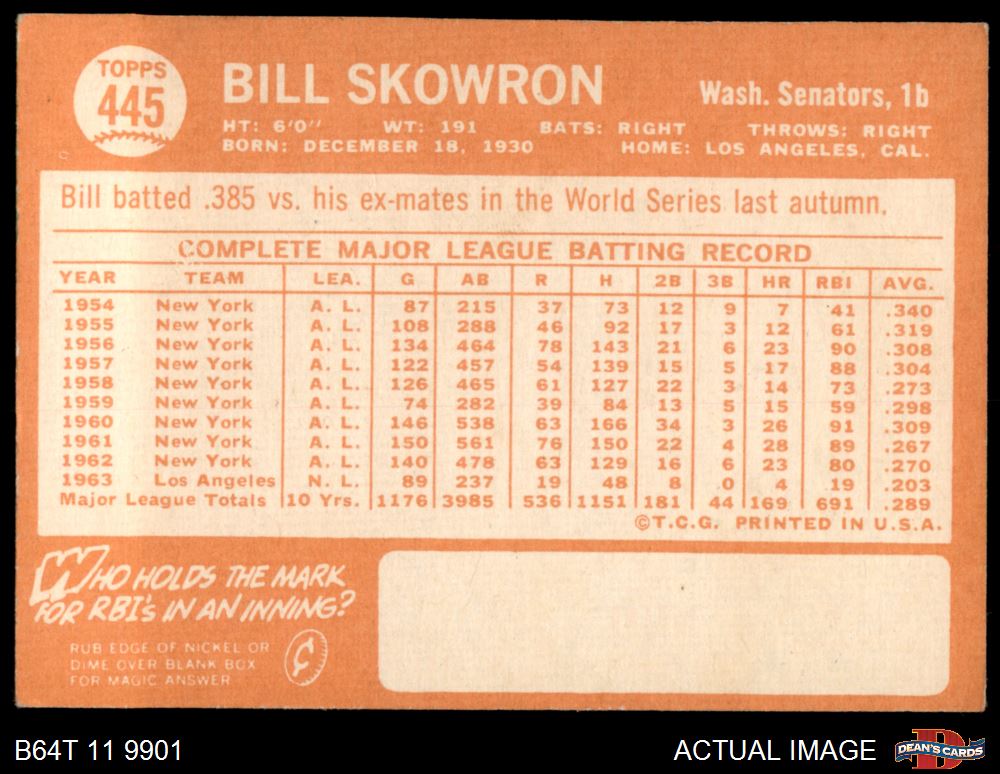 TOPPS
445
BILL SKOWRON
Wash. Senators, 1b
HT: 6'0'' WT: 191 BATS: RIGHT THROWS: RIGHT
BORN: DECEMBER 18, 1930 HOME: LOS ANGELES, CAL.
Bill batted .385 vs. his ex-mates in the World Series last autumn.
COMPLETE MAJOR LEAGUE BATTING RECORD
YEAR TEAM LEA. G AB R H 2B 3B HR RBI AVG.
1954 New York A. L. 87 215 37 73 12 9 7 41 .340
1955 New York A. L. 108 288 46 92 17 3 12 61 .319
1956 New York A. L. 134 464 78 143 21 6 23 90 .308
1957 New York A. L. 122 457 54 139 15 5 17 88 .304
1958 New York A. L. 126 465 61 127 22 3 14 73 .273
1959 New York A. L. 74 282 39 84 13 5 15 59 .298
1960 New York A. L. 146 538 63 166 34 3 26 91 .309
1961 New York A. L. 150 561 76 150 22 4 28 89 .267
1962 New York A. L. 140 478 63 129 16 6 23 80 .270
1963 Los Angeles N. L. 89 237 19 48 8 0 4 19 .203
Major League Totals 10 Yrs. 1176 3985 536 1151 181 44 169 691 .289
©T.C.G. PRINTED IN U.S.A.
WHO HOLDS THE MARK
FOR RBI's IN AN INNING?
RUB EDGE OF NICKEL OR
DIME OVER BLANK BOX
FOR MAGIC ANSWER
¢
B64T 11 9901
ACTUAL IMAGE
DEAN'S CARDS